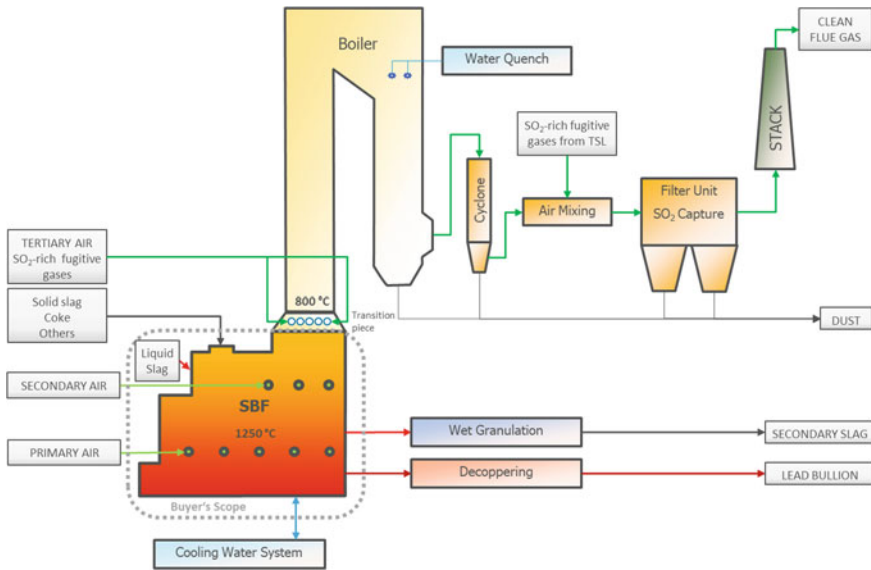 CLEAN
FLUE GAS
Boiler
Water Quench
STACK
SO₂-rich fugitive
gases from TSL
Cyclone
Air Mixing
Filter Unit
SO₂ Capture
TERTIARY AIR
SO₂-rich fugitive
gases
800 °C
Transition
piece
Solid slag
Coke
Others
DUST
Liquid
Slag
SECONDARY AIR
SBF
1250 °C
Wet Granulation
SECONDARY SLAG
PRIMARY AIR
Decoppering
LEAD BULLION
Buyer's Scope
Cooling Water System